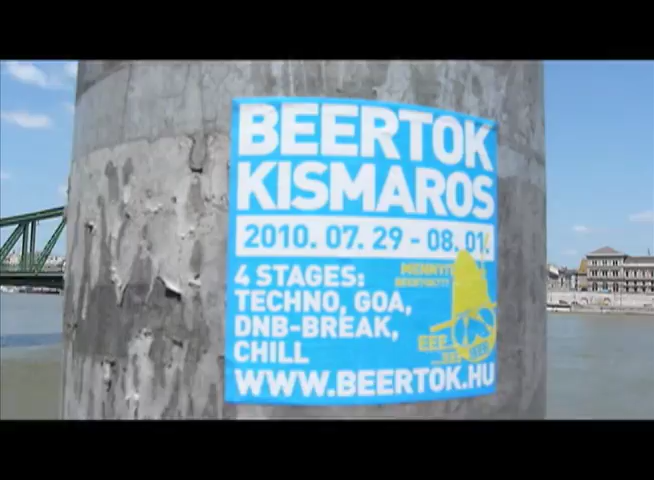 BEERTOK
KISMAROS
2010. 07. 29 - 08. 01.
4 STAGES:
TECHNO, GOA,
DNB-BREAK,
CHILL
WWW.BEERTOK.HU